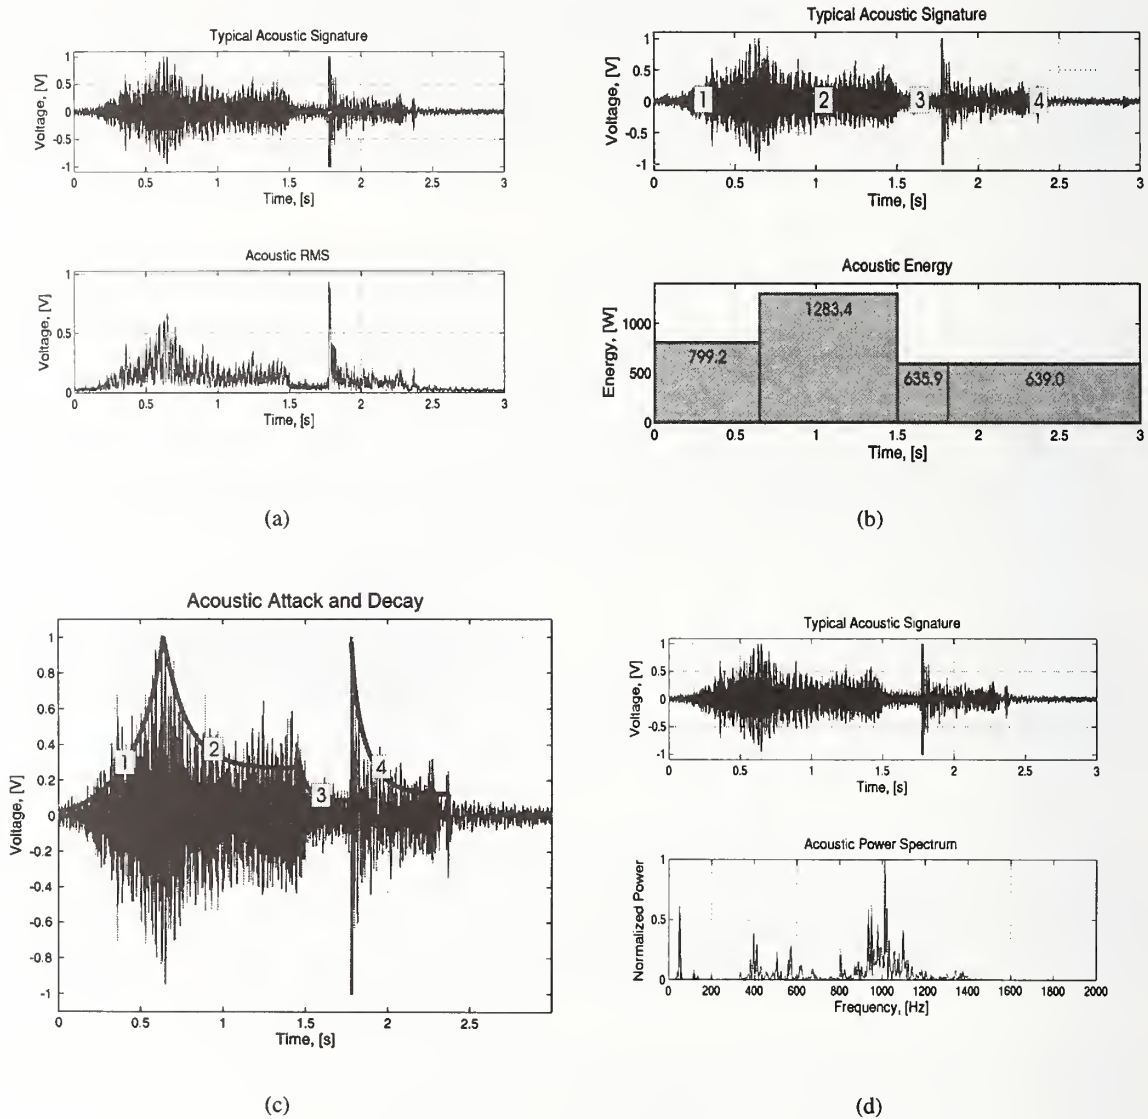 Typical Acoustic Signature
Voltage, [V]
1
0.5
0
-0.5
-1
0 0.5 1 1.5 2 2.5 3
Time, [s]
Acoustic RMS
Voltage, [V]
1
0.5
0
0 0.5 1 1.5 2 2.5 3
Time, [s]
(a)
Typical Acoustic Signature
Voltage, [V]
1
0.5
0
-0.5
-1
1 2 3 4
0 0.5 1 1.5 2 2.5 3
Time, [s]
Acoustic Energy
Energy, [W]
1000
500
0
799.2
1283.4
635.9
639.0
0 0.5 1 1.5 2 2.5 3
Time, [s]
(b)
Acoustic Attack and Decay
Voltage, [V]
1
0.8
0.6
0.4
0.2
0
-0.2
-0.4
-0.6
-0.8
-1
1 2 3 4
0 0.5 1 1.5 2 2.5
Time, [s]
(c)
Typical Acoustic Signature
Voltage, [V]
1
0.5
0
-0.5
-1
0 0.5 1 1.5 2 2.5 3
Time, [s]
Acoustic Power Spectrum
Normalized Power
1
0.5
0
0 200 400 600 800 1000 1200 1400 1600 1800 2000
Frequency, [Hz]
(d)